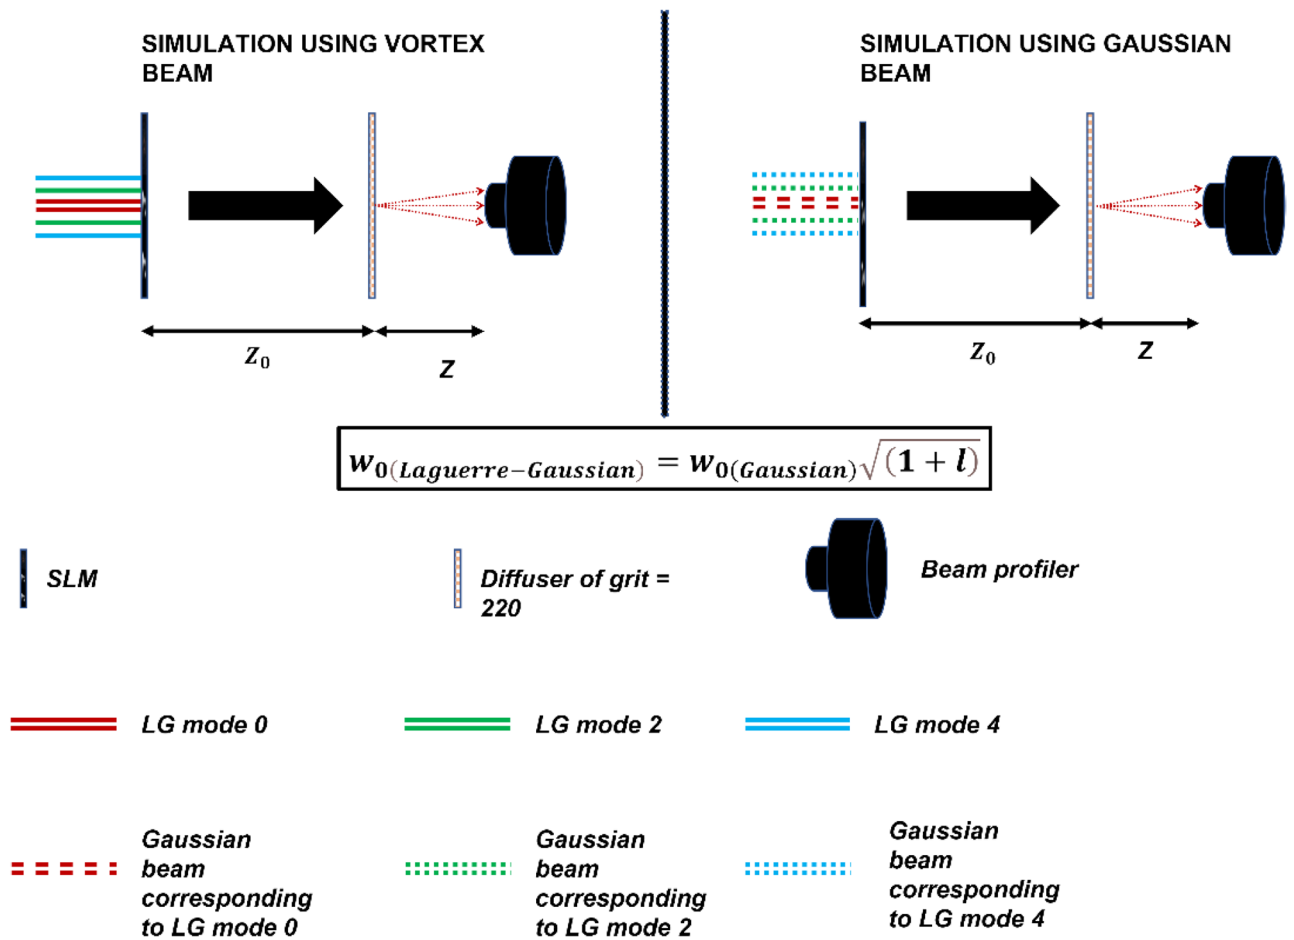 SIMULATION USING VORTEX
BEAM
SIMULATION USING GAUSSIAN
BEAM
Z₀
Z
Z₀
Z
w₀(Laguerre−Gaussian) = w₀(Gaussian)√(1 + l)
SLM
Diffuser of grit =
220
Beam profiler
LG mode 0
LG mode 2
LG mode 4
Gaussian
beam
corresponding
to LG mode 0
Gaussian
beam
corresponding
to LG mode 2
Gaussian
beam
corresponding
to LG mode 4